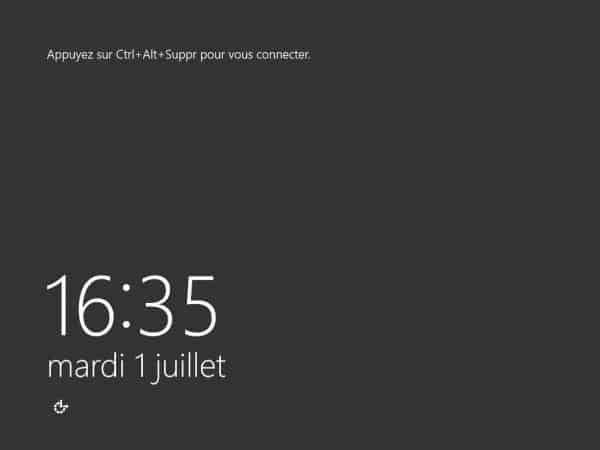 Appuyez sur Ctrl+Alt+Suppr pour vous connecter.
16:35
mardi 1 juillet